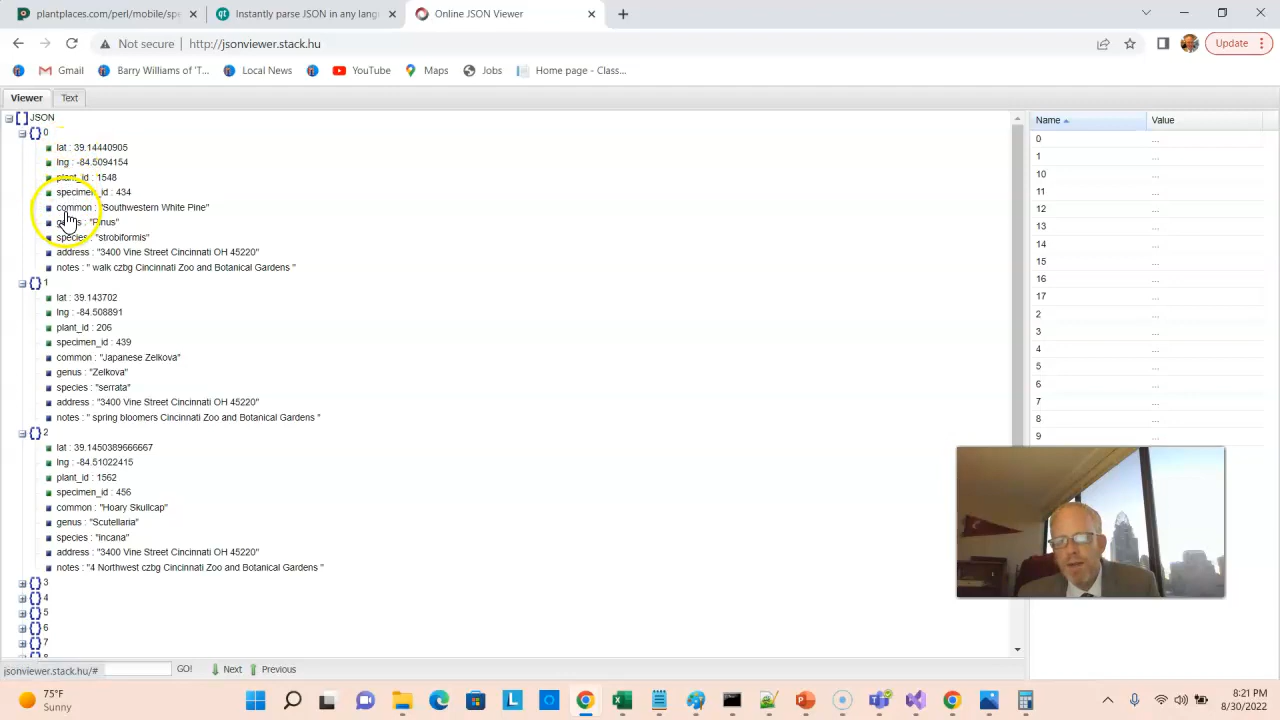 plantplaces.com/perl/mobile/spe
Instantly parse JSON in any lang
Online JSON Viewer
Not secure
http://jsonviewer.stack.hu
Update
Gmail
Barry Williams of 'T...
Local News
YouTube
Maps
Jobs
Home page - Class...
Viewer
Text
JSON
0
lat : 39.14440905
lng : -84.5094154
plant_id : 1548
specimen_id : 434
common : "Southwestern White Pine"
"Pinus"
species : "strobiformis"
address : "3400 Vine Street Cincinnati OH 45220"
notes : " walk czbg Cincinnati Zoo and Botanical Gardens "
1
lat : 39.143702
lng : -84.508891
plant_id : 206
specimen_id : 439
common : "Japanese Zelkova"
genus : "Zelkova"
species : "serrata"
address : "3400 Vine Street Cincinnati OH 45220"
notes : " spring bloomers Cincinnati Zoo and Botanical Gardens "
2
lat : 39.1450389666667
lng : -84.51022415
plant_id : 1562
specimen_id : 456
common : "Hoary Skullcap"
genus : "Scutellaria"
species : "incana"
address : "3400 Vine Street Cincinnati OH 45220"
notes : "4 Northwest czbg Cincinnati Zoo and Botanical Gardens "
3
4
5
6
7
Name
Value
0 ...
1 ...
10 ...
11 ...
12 ...
13 ...
14 ...
15 ...
16 ...
17 ...
2 ...
3 ...
4 ...
5 ...
6 ...
7 ...
8 ...
9 ...
jsonviewer.stack.hu/#
GO!
Next
Previous
75°F
Sunny
8:21 PM
8/30/2022